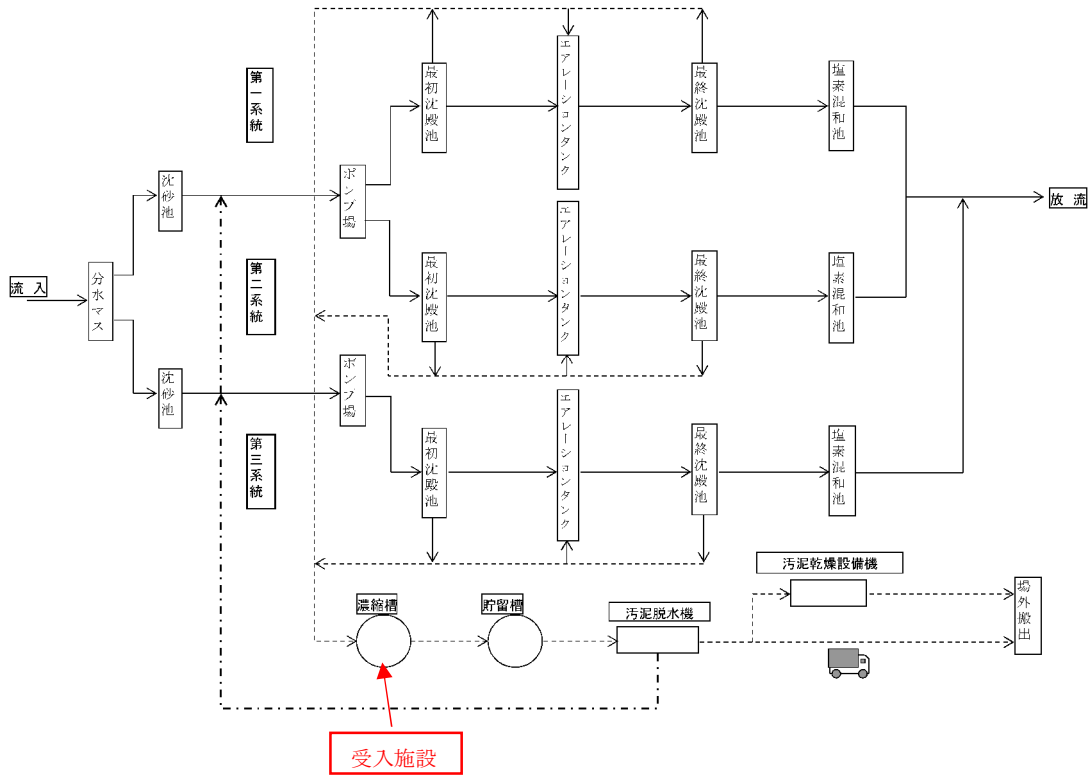 流 入
分水マス
沈砂池
沈砂池
第一系統
第二系統
第三系統
ポンプ場
ポンプ場
最初沈殿池
エアレーションタンク
最終沈殿池
塩素混和池
最初沈殿池
エアレーションタンク
最終沈殿池
塩素混和池
最初沈殿池
エアレーションタンク
最終沈殿池
塩素混和池
放 流
濃縮槽
貯留槽
汚泥脱水機
汚泥乾燥設備機
場外搬出
受入施設